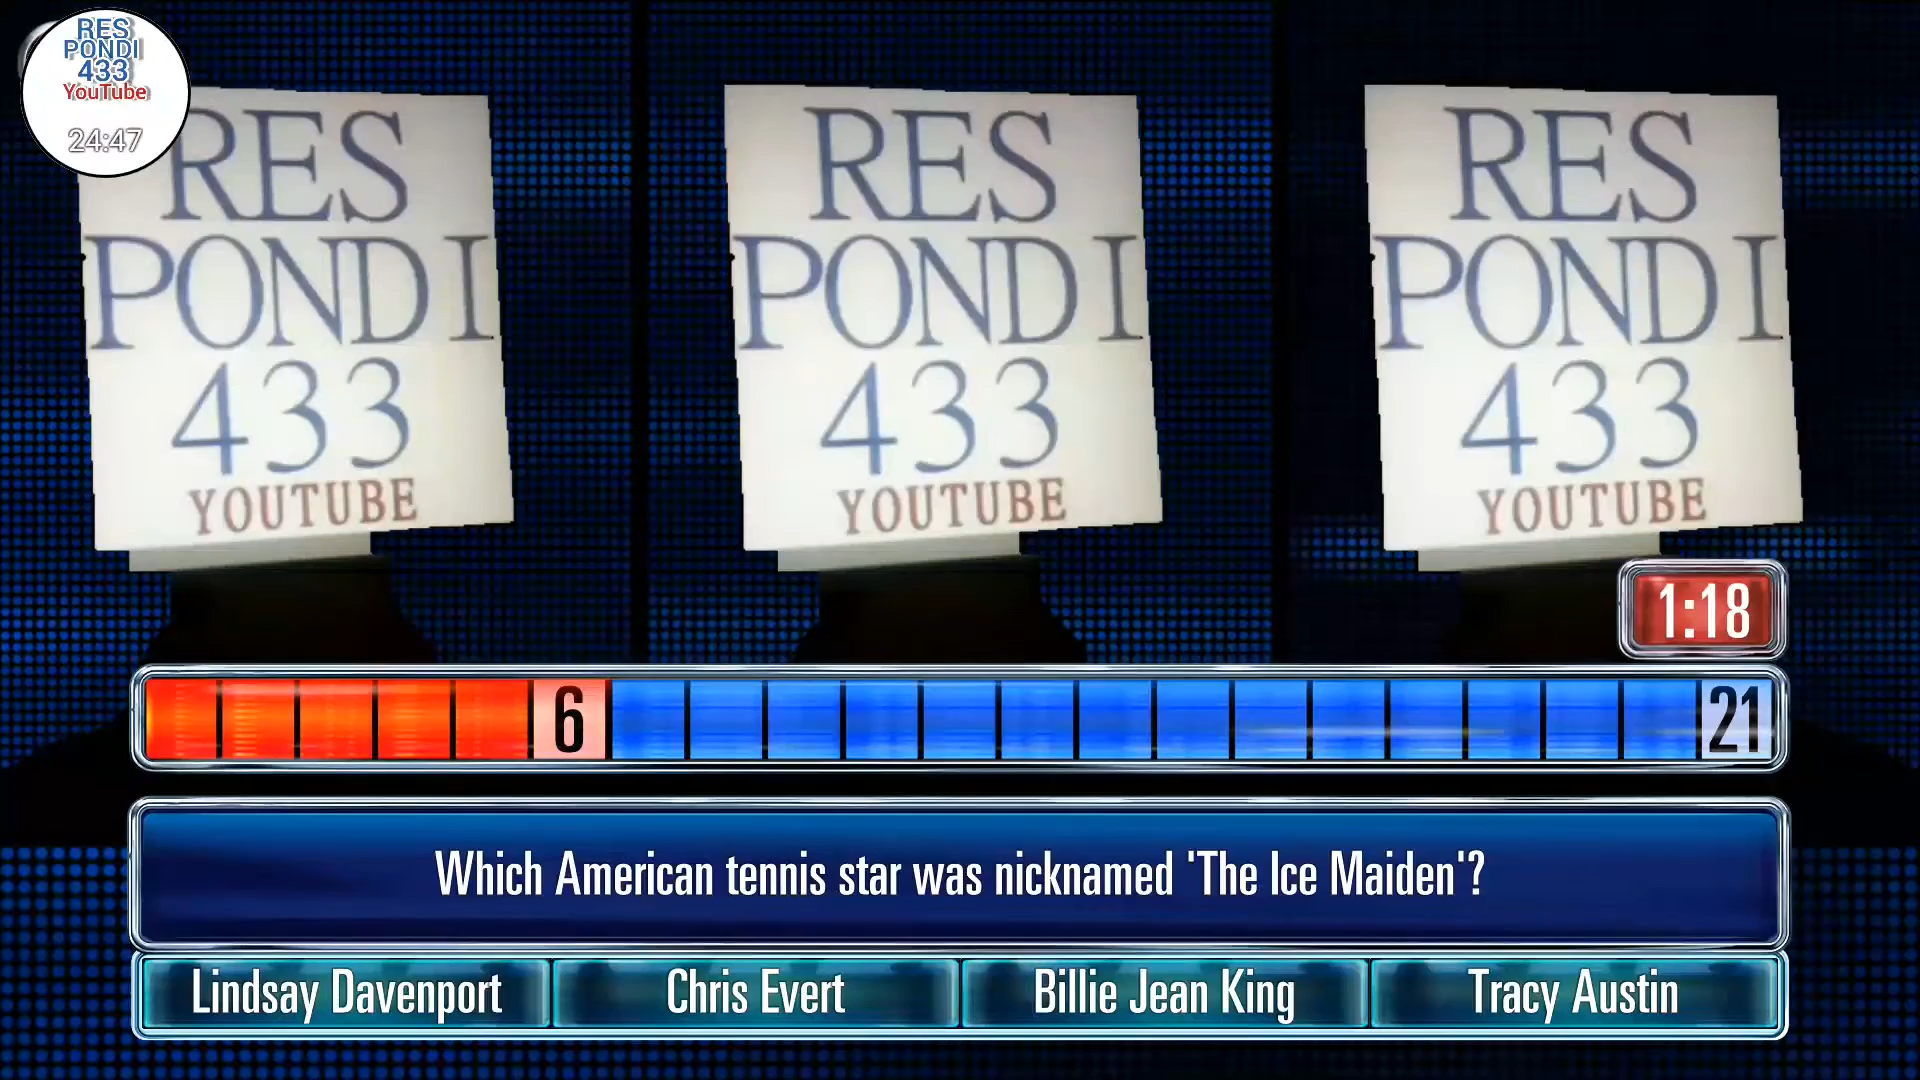 RES
PONDI
433
YouTube
24:47
RES
POND I
433
YOUTUBE
RES
POND I
433
YOUTUBE
RES
POND I
433
YOUTUBE
1:18
6
21
Which American tennis star was nicknamed 'The Ice Maiden'?
Lindsay Davenport
Chris Evert
Billie Jean King
Tracy Austin